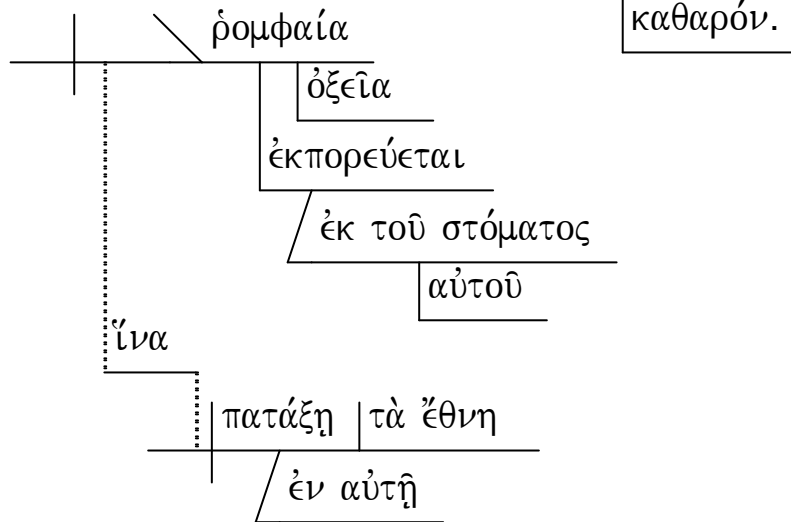 ῥομφαία
καθαρόν.
ὀξεῖα
ἐκπορεύεται
ἐκ τοῦ στόματος
αὐτοῦ
ἵνα
πατάξῃ τὰ ἔθνη
ἐν αὐτῇ